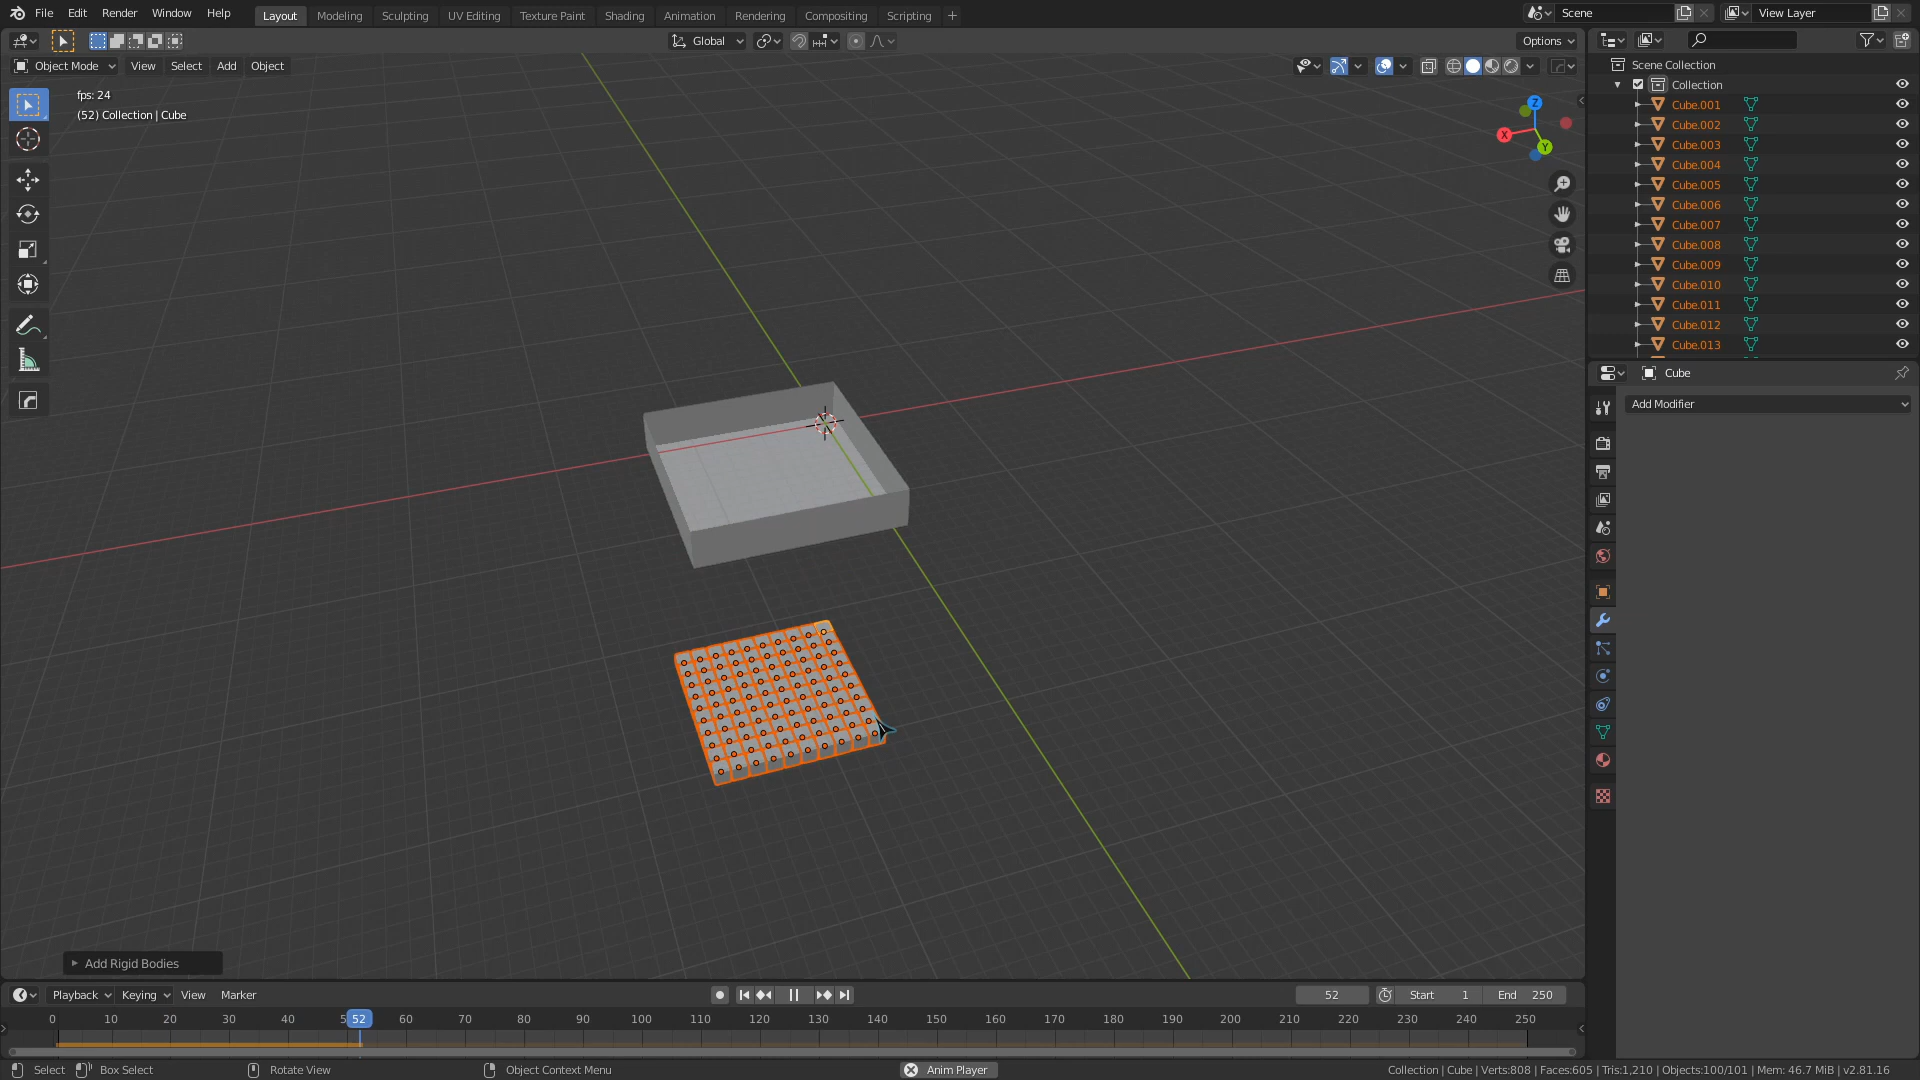 File Edit Render Window Help Layout Modeling Sculpting UV Editing Texture Paint Shading Animation Rendering Compositing Scripting + Scene View Layer
Global Options
Object Mode View Select Add Object
fps: 24
(52) Collection | Cube
Z
X
Y
Scene Collection
Collection
Cube.001
Cube.002
Cube.003
Cube.004
Cube.005
Cube.006
Cube.007
Cube.008
Cube.009
Cube.010
Cube.011
Cube.012
Cube.013
Cube
Add Modifier
Add Rigid Bodies
Playback Keying View Marker 52 Start 1 End 250
0 10 20 30 40 5 52 60 70 80 90 100 110 120 130 140 150 160 170 180 190 200 210 220 230 240 250
Select Box Select Rotate View Object Context Menu Anim Player Collection | Cube | Verts:808 | Faces:605 | Tris:1,210 | Objects:100/101 | Mem: 46.7 MiB | v2.81.16